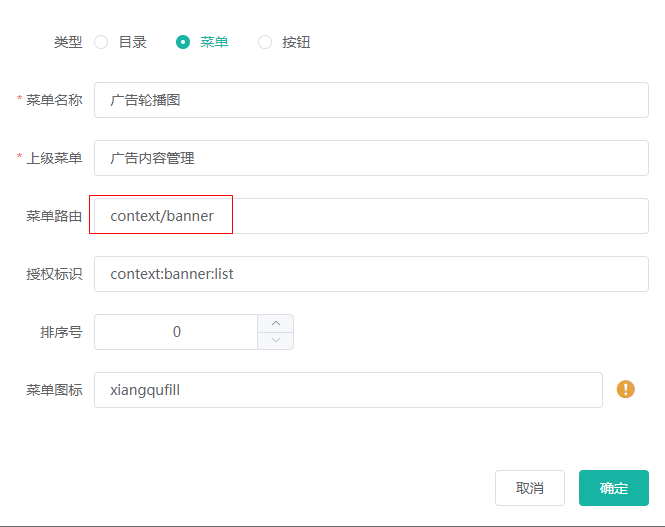 类型 目录 菜单 按钮
* 菜单名称 广告轮播图
* 上级菜单 广告内容管理
菜单路由 context/banner
授权标识 context:banner:list
排序号 0
菜单图标 xiangqufill
取消 确定